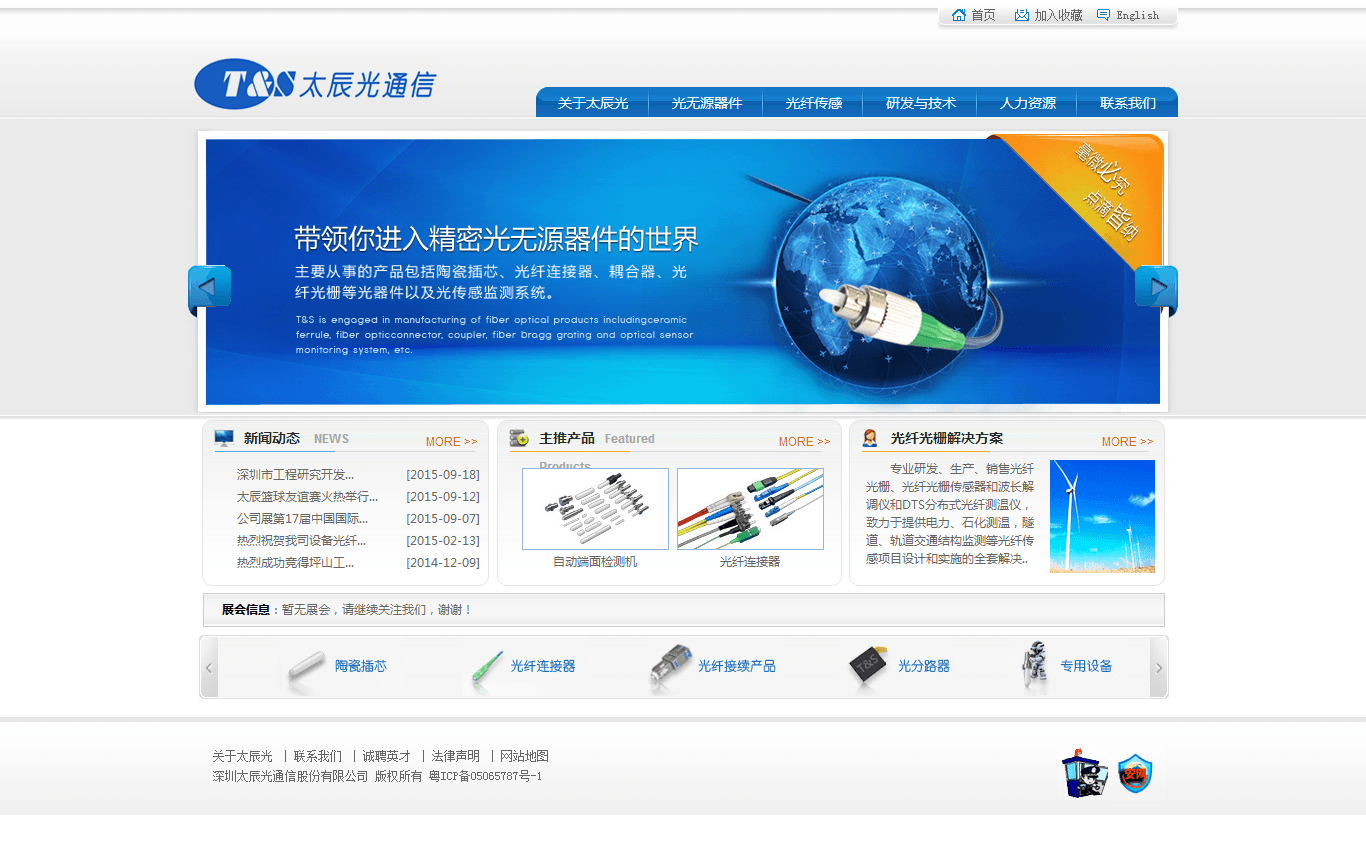 首页 加入收藏 English
T&S 太辰光通信
关于太辰光 光无源器件 光纤传感 研发与技术 人力资源 联系我们
毫微必究
点滴皆纳
带领你进入精密光无源器件的世界
主要从事的产品包括陶瓷插芯、光纤连接器、耦合器、光
纤光栅等光器件以及光传感监测系统。
T&S is engaged in manufacturing of fiber optical products includingceramic
ferrule, fiber opticconnector, coupler, fiber bragg grating and optical sensor
monitoring system, etc.
新闻动态 NEWS MORE >>
深圳市工程研究开发... [2015-09-18]
太辰篮球友谊赛火热举行... [2015-09-12]
公司展第17届中国国际... [2015-09-07]
热烈祝贺我司设备光纤... [2015-02-13]
热烈成功竞得坪山工... [2014-12-09]
主推产品 Featured MORE >>
Products
自动端面检测机 光纤连接器
光纤光栅解决方案 MORE >>
专业研发、生产、销售光纤
光栅、光纤光栅传感器和波长解
调仪和DTS分布式光纤测温仪，
致力于提供电力、石化测温，隧
道、轨道交通结构监测等光纤传
感项目设计和实施的全套解决..
展会信息：暂无展会，请继续关注我们，谢谢！
陶瓷插芯 光纤连接器 光纤接续产品 T&S 光分路器 专用设备
关于太辰光 | 联系我们 | 诚聘英才 | 法律声明 | 网站地图
深圳太辰光通信股份有限公司 版权所有 粤ICP备05065787号-1
安网